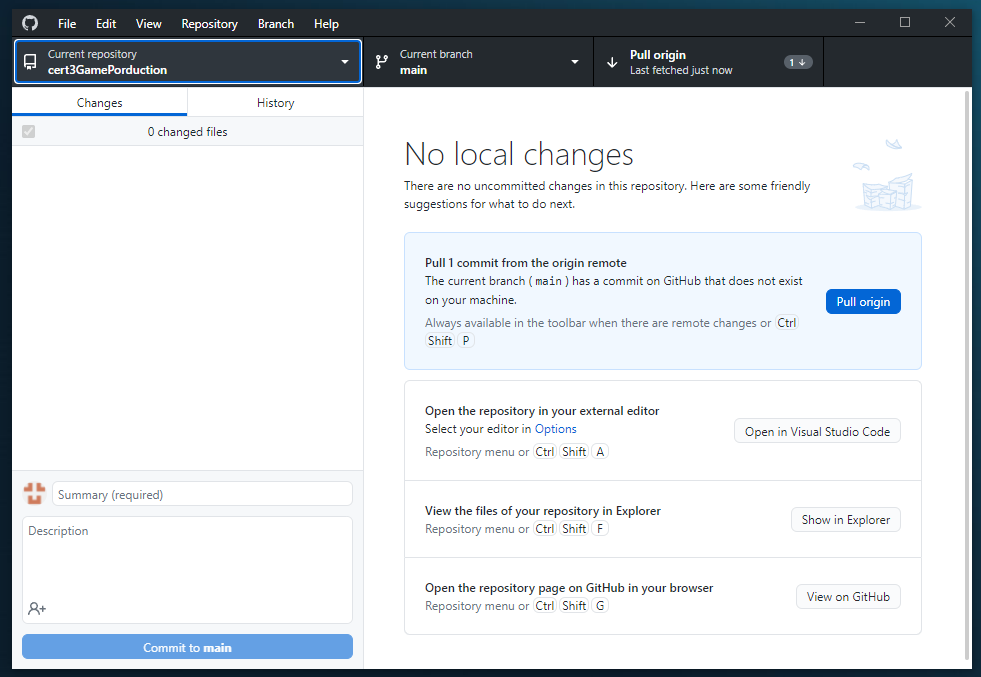 File Edit View Repository Branch Help
Current repository
cert3GamePorduction
Current branch
main
Pull origin
Last fetched just now
1
Changes
History
0 changed files
No local changes
There are no uncommitted changes in this repository. Here are some friendly
suggestions for what to do next.
Pull 1 commit from the origin remote
The current branch ( main ) has a commit on GitHub that does not exist
on your machine.
Always available in the toolbar when there are remote changes or Ctrl
Shift P
Pull origin
Open the repository in your external editor
Select your editor in Options
Repository menu or Ctrl Shift A
Open in Visual Studio Code
View the files of your repository in Explorer
Repository menu or Ctrl Shift F
Show in Explorer
Open the repository page on GitHub in your browser
Repository menu or Ctrl Shift G
View on GitHub
Summary (required)
Description
Commit to main